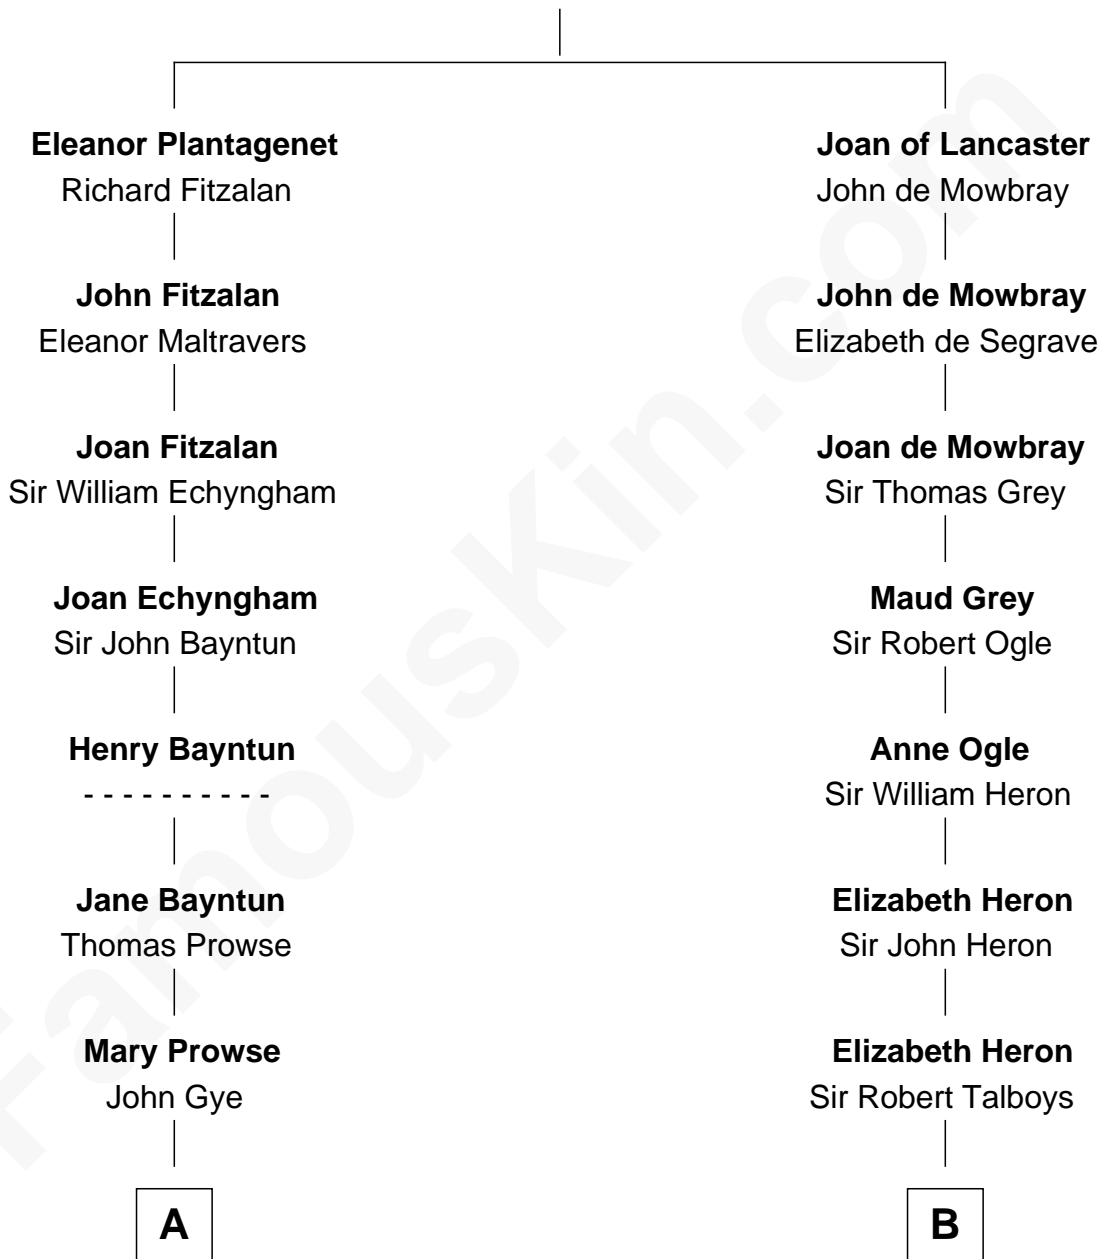 Eleanor Plantagenet
Richard Fitzalan
John Fitzalan
Eleanor Maltravers
Joan Fitzalan
Sir William Echyngham
Joan Echyngham
Sir John Bayntun
Henry Bayntun
- - - - - - - - - -
Jane Bayntun
Thomas Prowse
Mary Prowse
John Gye
A
Joan of Lancaster
John de Mowbray
John de Mowbray
Elizabeth de Segrave
Joan de Mowbray
Sir Thomas Grey
Maud Grey
Sir Robert Ogle
Anne Ogle
Sir William Heron
Elizabeth Heron
Sir John Heron
Elizabeth Heron
Sir Robert Talboys
B
FamousKin.com